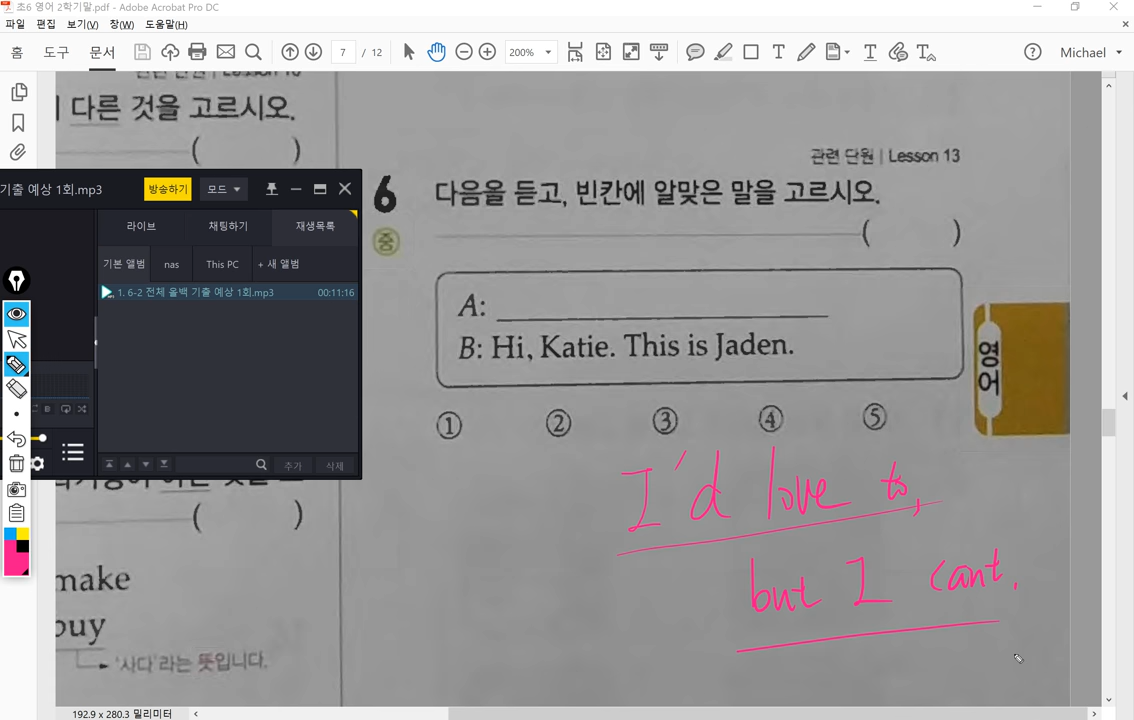 초6 영어 2학기말.pdf - Adobe Acrobat Pro DC
파일 편집 보기(V) 창(W) 도움말(H)
홈 도구 문서 7 / 12 200% Michael
다른 것을 고르시오.
( )
관련 단원 | Lesson 13
6 다음을 듣고, 빈칸에 알맞은 말을 고르시오.
중 ( )
A:
B: Hi, Katie. This is Jaden.
① ② ③ ④ ⑤
영어
I'd love to,
but I can't.
기출 예상 1회.mp3 방송하기 모드
라이브 채팅하기 재생목록
기본 앨범 nas This PC + 새 앨범
1. 6-2 전체 올백 기출 예상 1회.mp3 00:11:16
추가 삭제
( )
make
buy
'사다'라는 뜻입니다.
192.9 x 280.3 밀리미터